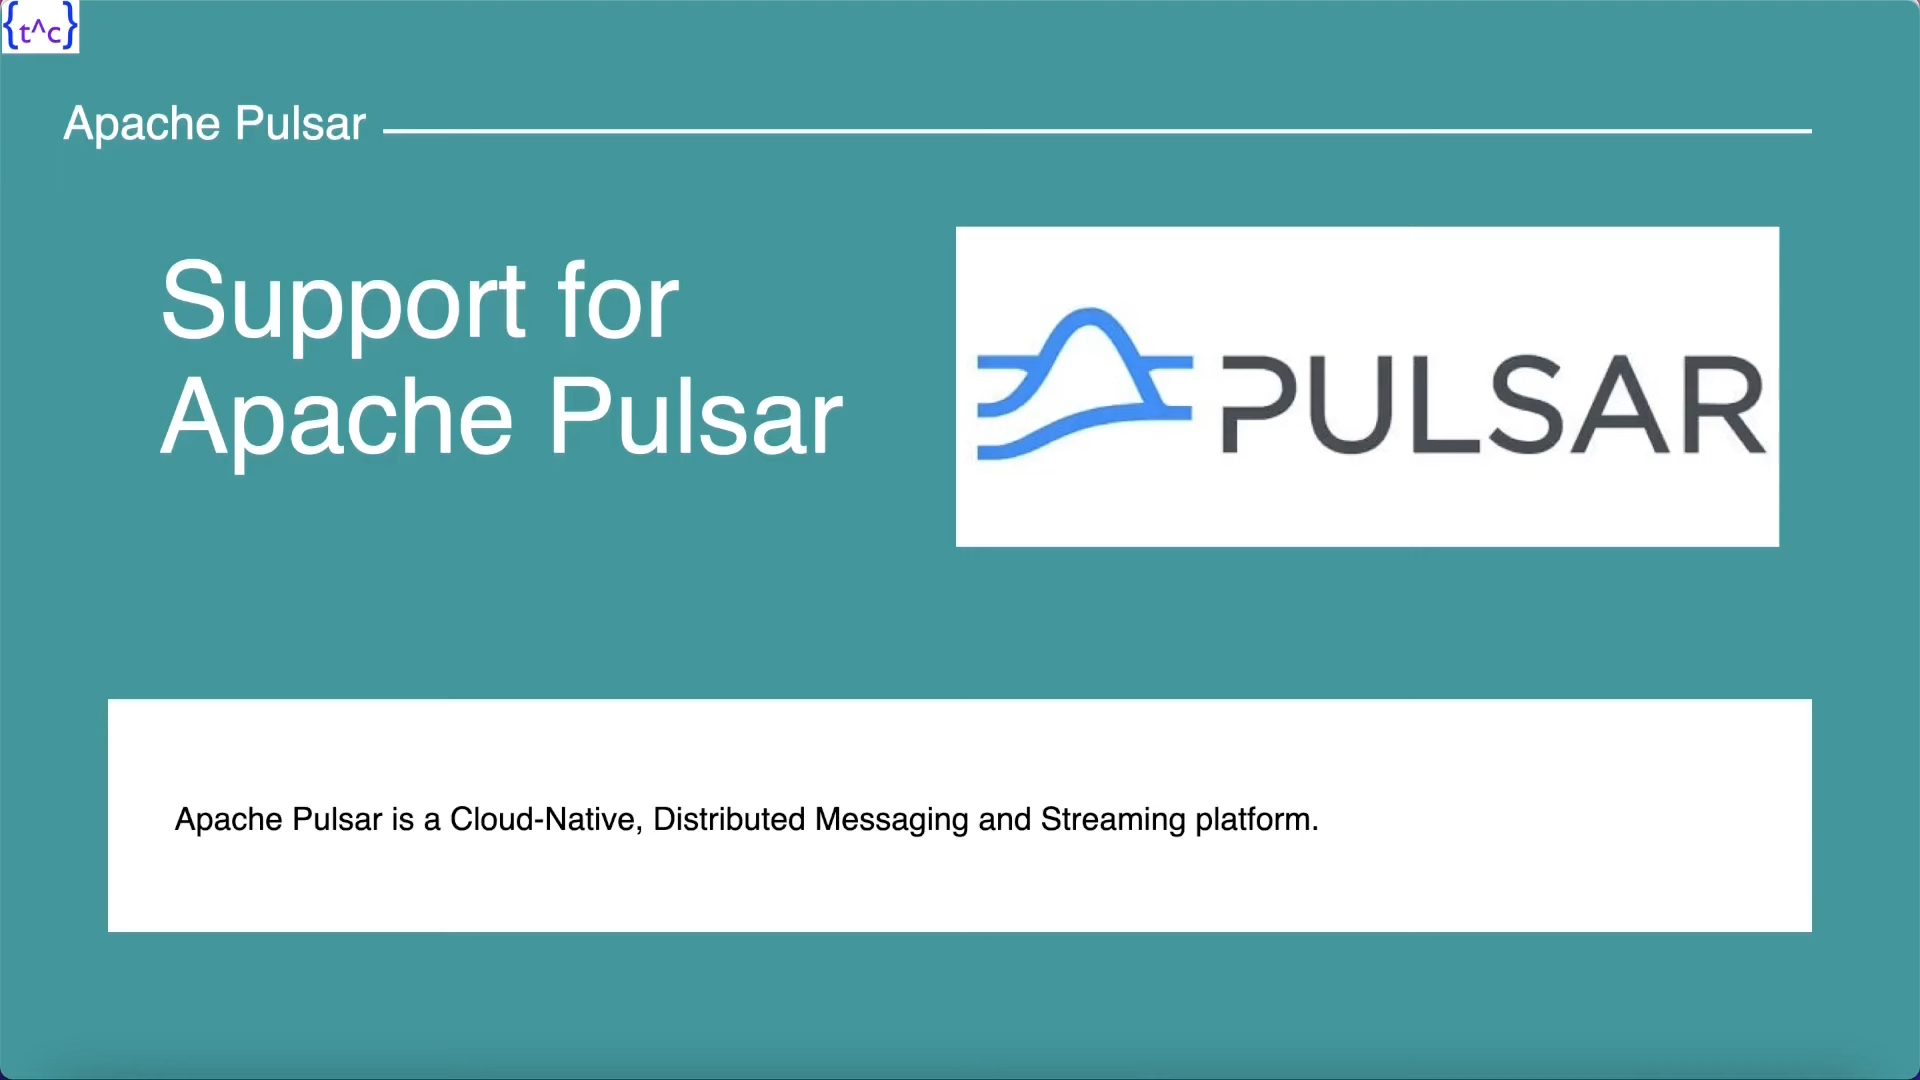 {t^c}
Apache Pulsar
Support for
Apache Pulsar
PULSAR
Apache Pulsar is a Cloud-Native, Distributed Messaging and Streaming platform.